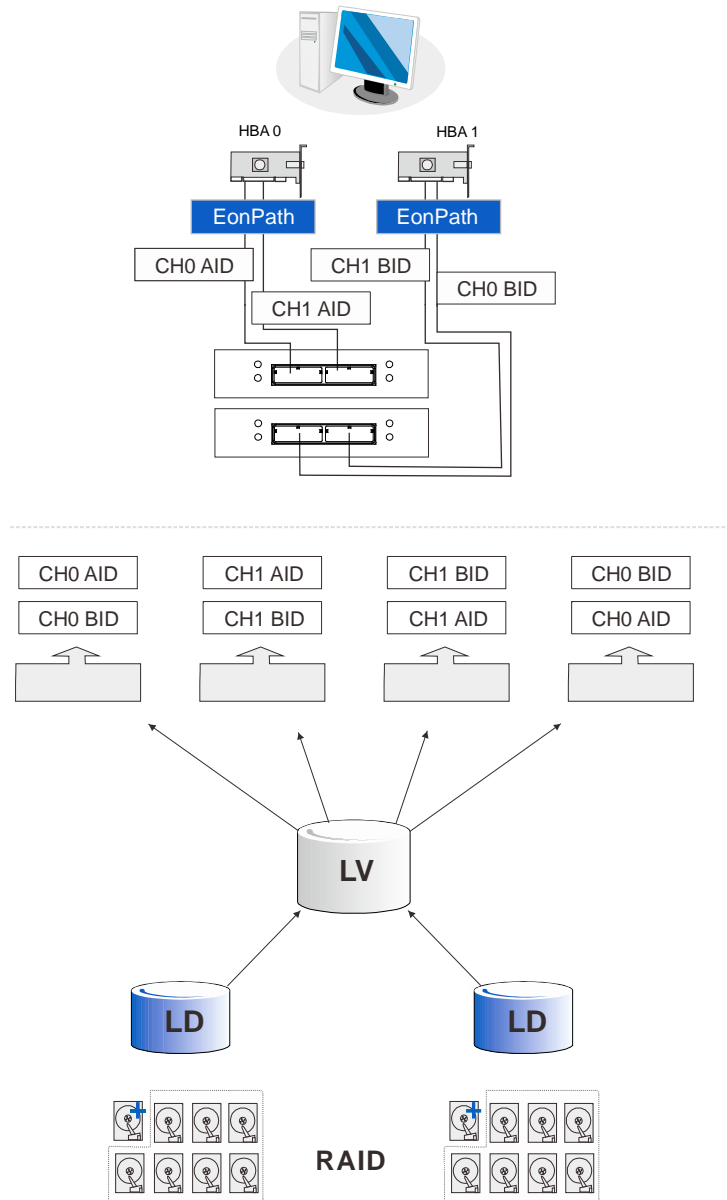 HBA 0
HBA 1
EonPath
EonPath
CH0 AID
CH1 BID
CH0 BID
CH1 AID
CH0 AID
CH1 AID
CH1 BID
CH0 BID
CH0 BID
CH1 BID
CH1 AID
CH0 AID
LV
LD
LD
RAID